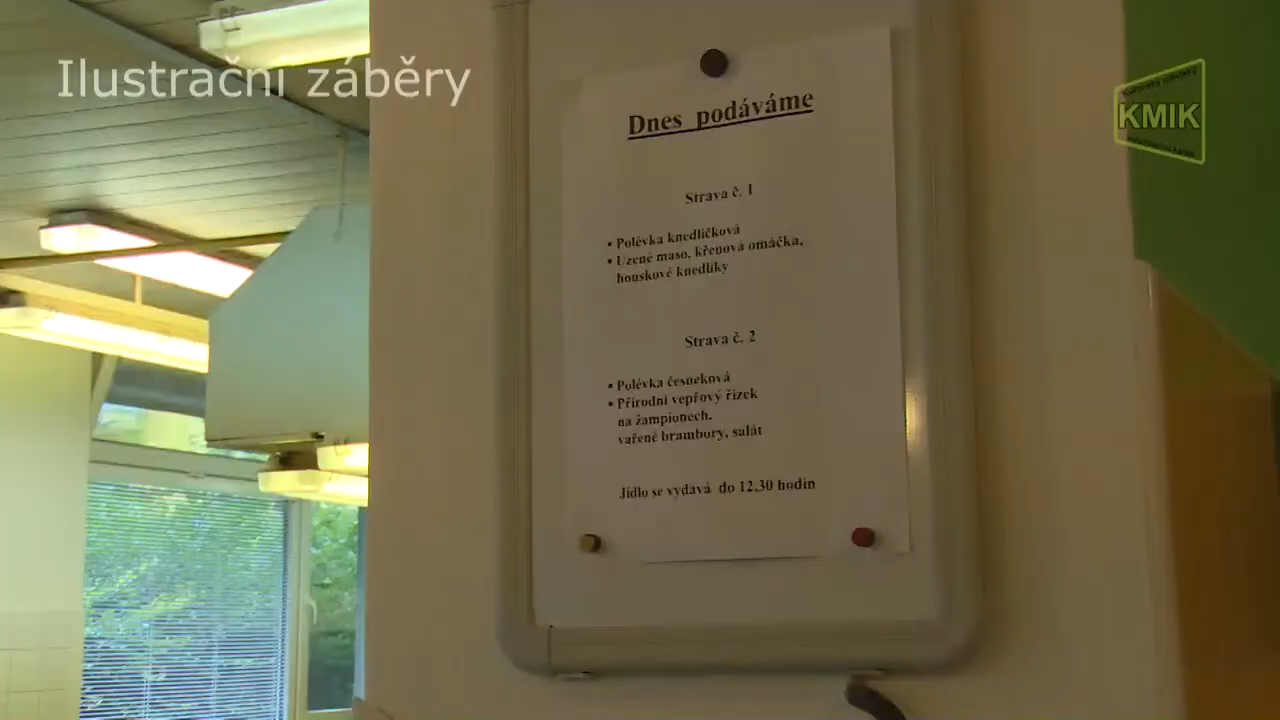 Ilustrační záběry
KMIK
Dnes podáváme
Strava č. 1
• Polévka knedlíčková
• Uzené maso, křenová omáčka,
houskové knedlíky
Strava č. 2
• Polévka česneková
• Přírodní vepřový řízek
na žampionech,
vařené brambory, salát
Jídlo se vydává do 12,30 hodin